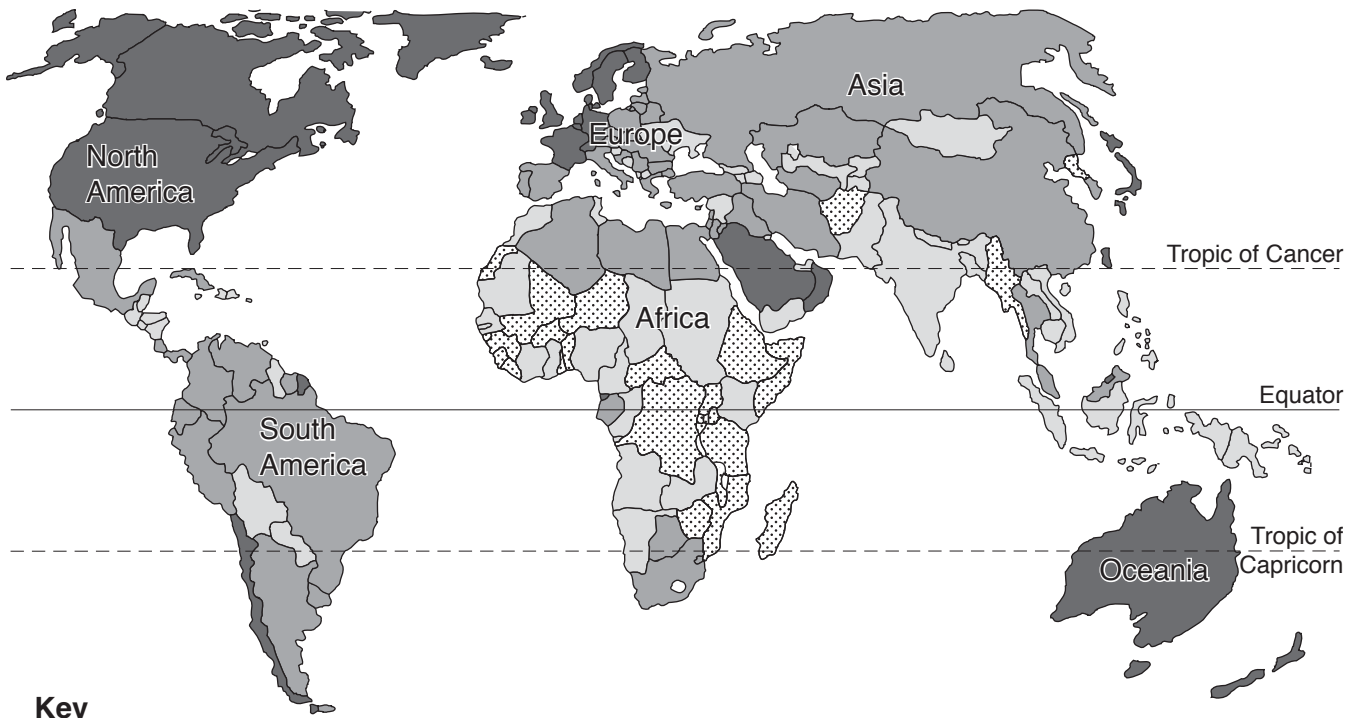 Asia
Europe
North
America
Tropic of Cancer
Africa
Equator
South
America
Tropic of
Capricorn
Oceania
Key